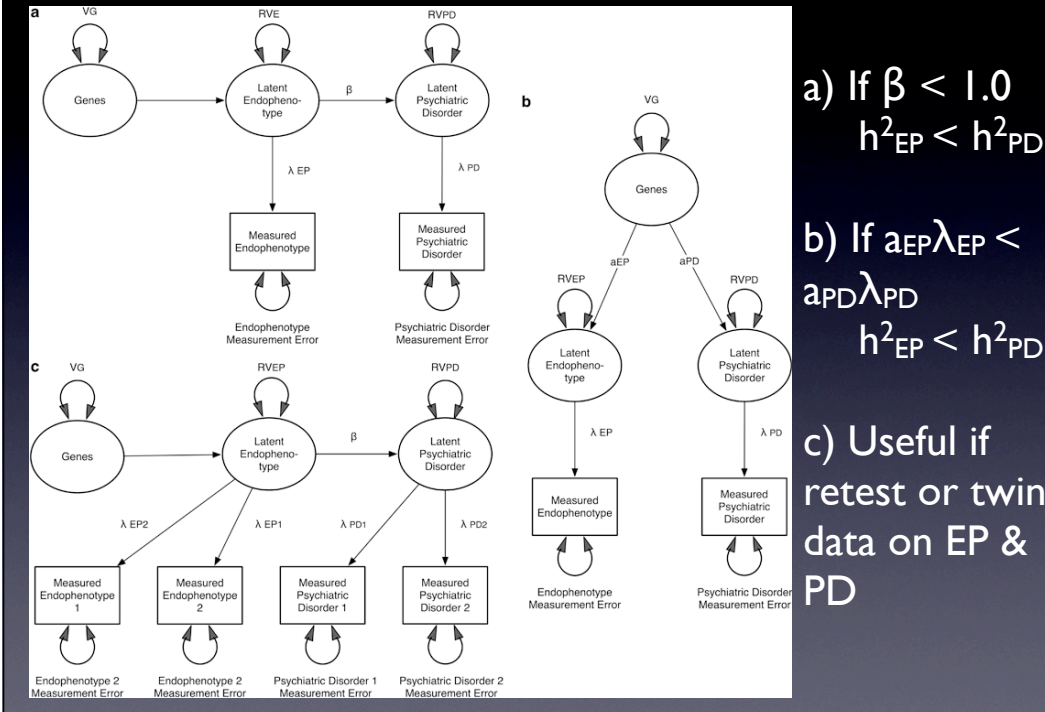 a
VG
RVE
RVPD
Genes
Latent
Endopheno-
type
β
Latent
Psychiatric
Disorder
λ EP
λ PD
Measured
Endophenotype
Measured
Psychiatric
Disorder
Endophenotype
Measurement Error
Psychiatric Disorder
Measurement Error
b
VG
Genes
aEP
aPD
RVEP
RVPD
Latent
Endopheno-
type
Latent
Psychiatric
Disorder
λ EP
λ PD
Measured
Endophenotype
Measured
Psychiatric
Disorder
Endophenotype
Measurement Error
Psychiatric Disorder
Measurement Error
c
VG
RVEP
RVPD
Genes
Latent
Endopheno-
type
β
Latent
Psychiatric
Disorder
λ EP2
λ EP1
λ PD1
λ PD2
Measured
Endophenotype
1
Measured
Endophenotype
2
Measured
Psychiatric
Disorder 1
Measured
Psychiatric
Disorder 2
Endophenotype 2
Measurement Error
Endophenotype 2
Measurement Error
Psychiatric Disorder 1
Measurement Error
Psychiatric Disorder 2
Measurement Error
a) If β < 1.0
h²EP < h²PD
b) If aEPλEP <
aPDλPD
h²EP < h²PD
c) Useful if
retest or twin
data on EP &
PD